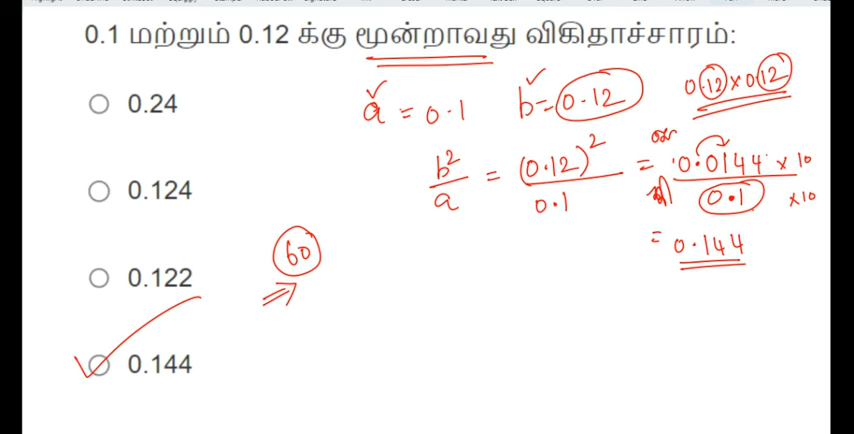 0.1 மற்றும் 0.12 க்கு மூன்றாவது விகிதாச்சாரம்:
0.24
0.124
0.122
0.144
a = 0.1 b = 0.12 0.12 x 0.12
b²/a = (0.12)²/0.1 = 0.0144 x 10 / 0.1 x 10
= 0.144
60